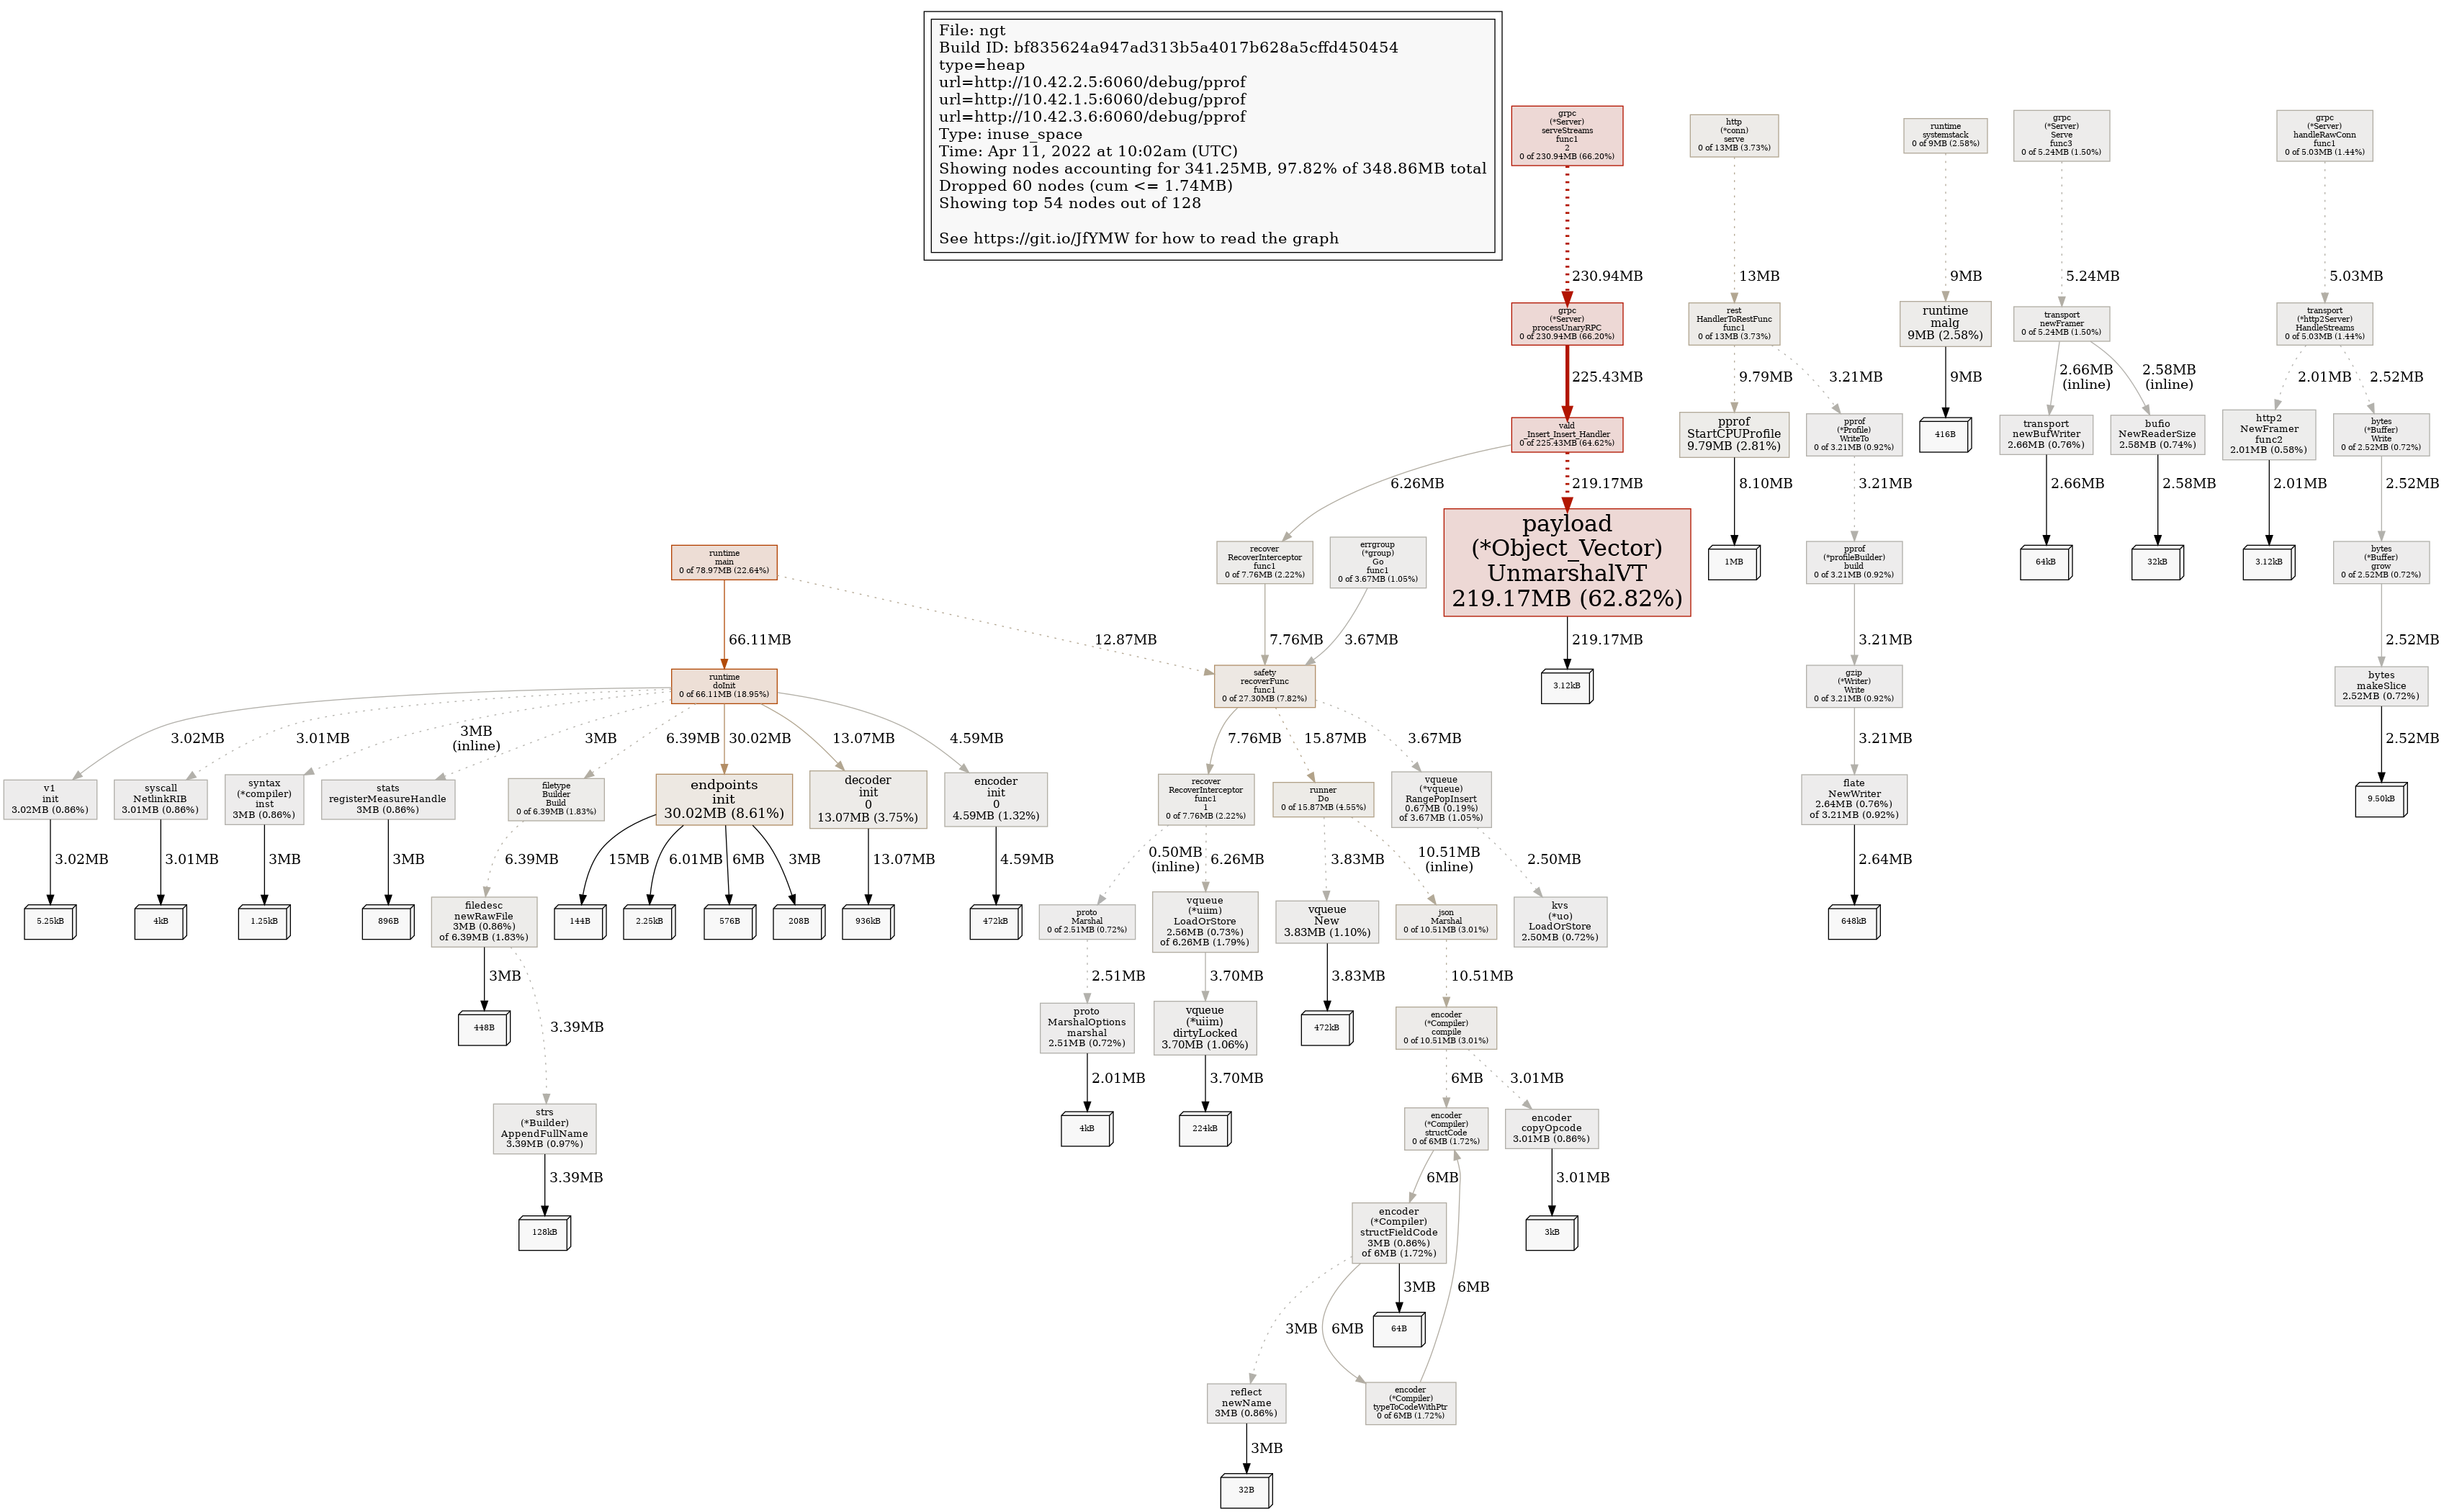 File: ngt
Build ID: bf835624a947ad313b5a4017b628a5cffd450454
type=heap
url=http://10.42.2.5:6060/debug/pprof
url=http://10.42.1.5:6060/debug/pprof
url=http://10.42.3.6:6060/debug/pprof
Type: inuse_space
Time: Apr 11, 2022 at 10:02am (UTC)
Showing nodes accounting for 341.25MB, 97.82% of 348.86MB total
Dropped 60 nodes (cum <= 1.74MB)
Showing top 54 nodes out of 128
See https://git.io/JfYMW for how to read the graph
grpc
(*Server)
serveStreams
func1
2
0 of 230.94MB (66.20%)
http
(*conn)
serve
0 of 13MB (3.73%)
runtime
systemstack
0 of 9MB (2.58%)
grpc
(*Server)
Serve
func3
0 of 5.24MB (1.50%)
grpc
(*Server)
handleRawConn
func1
0 of 5.03MB (1.44%)
230.94MB
13MB
9MB
5.24MB
5.03MB
grpc
(*Server)
processUnaryRPC
0 of 230.94MB (66.20%)
rest
HandlerToRestFunc
func1
0 of 13MB (3.73%)
runtime
malg
9MB (2.58%)
transport
newFramer
0 of 5.24MB (1.50%)
transport
(*http2Server)
HandleStreams
0 of 5.03MB (1.44%)
225.43MB
9.79MB
3.21MB
9MB
2.66MB
(inline)
2.58MB
(inline)
2.01MB
2.52MB
vald
_Insert_Insert_Handler
0 of 225.43MB (64.62%)
pprof
StartCPUProfile
9.79MB (2.81%)
pprof
(*Profile)
WriteTo
0 of 3.21MB (0.92%)
416B
transport
newBufWriter
2.66MB (0.76%)
bufio
NewReaderSize
2.58MB (0.74%)
http2
NewFramer
func2
2.01MB (0.58%)
bytes
(*Buffer)
Write
0 of 2.52MB (0.72%)
6.26MB
219.17MB
8.10MB
3.21MB
2.66MB
2.58MB
2.01MB
2.52MB
runtime
main
0 of 78.97MB (22.64%)
recover
RecoverInterceptor
func1
0 of 7.76MB (2.22%)
errgroup
(*group)
Go
func1
0 of 3.67MB (1.05%)
payload
(*Object_Vector)
UnmarshalVT
219.17MB (62.82%)
1MB
pprof
(*profileBuilder)
build
0 of 3.21MB (0.92%)
64kB
32kB
3.12kB
bytes
(*Buffer)
grow
0 of 2.52MB (0.72%)
66.11MB
12.87MB
7.76MB
3.67MB
219.17MB
3.21MB
2.52MB
runtime
doInit
0 of 66.11MB (18.95%)
safety
recoverFunc
func1
0 of 27.30MB (7.82%)
3.12kB
gzip
(*Writer)
Write
0 of 3.21MB (0.92%)
bytes
makeSlice
2.52MB (0.72%)
3.02MB
3.01MB
3MB
(inline)
3MB
6.39MB
30.02MB
13.07MB
4.59MB
7.76MB
15.87MB
3.67MB
3.21MB
2.52MB
v1
init
3.02MB (0.86%)
syscall
NetlinkRIB
3.01MB (0.86%)
syntax
(*compiler)
inst
3MB (0.86%)
stats
registerMeasureHandle
3MB (0.86%)
filetype
Builder
Build
0 of 6.39MB (1.83%)
endpoints
init
30.02MB (8.61%)
decoder
init
0
13.07MB (3.75%)
encoder
init
0
4.59MB (1.32%)
recover
RecoverInterceptor
func1
1
0 of 7.76MB (2.22%)
runner
Do
0 of 15.87MB (4.55%)
vqueue
(*vqueue)
RangePopInsert
0.67MB (0.19%)
of 3.67MB (1.05%)
flate
NewWriter
2.64MB (0.76%)
of 3.21MB (0.92%)
9.50kB
3.02MB
3.01MB
3MB
3MB
6.39MB
15MB
6.01MB
6MB
3MB
13.07MB
4.59MB
0.50MB
(inline)
6.26MB
3.83MB
10.51MB
(inline)
2.50MB
2.64MB
5.25kB
4kB
1.25kB
896B
filedesc
newRawFile
3MB (0.86%)
of 6.39MB (1.83%)
144B
2.25kB
576B
208B
936kB
472kB
proto
Marshal
0 of 2.51MB (0.72%)
vqueue
(*uiim)
LoadOrStore
2.56MB (0.73%)
of 6.26MB (1.79%)
vqueue
New
3.83MB (1.10%)
json
Marshal
0 of 10.51MB (3.01%)
kvs
(*uo)
LoadOrStore
2.50MB (0.72%)
648kB
3MB
3.39MB
2.51MB
3.70MB
3.83MB
10.51MB
448B
proto
MarshalOptions
marshal
2.51MB (0.72%)
vqueue
(*uiim)
dirtyLocked
3.70MB (1.06%)
472kB
encoder
(*Compiler)
compile
0 of 10.51MB (3.01%)
2.01MB
3.70MB
6MB
3.01MB
strs
(*Builder)
AppendFullName
3.39MB (0.97%)
4kB
224kB
encoder
(*Compiler)
structCode
0 of 6MB (1.72%)
encoder
copyOpcode
3.01MB (0.86%)
3.39MB
6MB
3.01MB
128kB
encoder
(*Compiler)
structFieldCode
3MB (0.86%)
of 6MB (1.72%)
3kB
3MB
6MB
3MB
6MB
64B
reflect
newName
3MB (0.86%)
encoder
(*Compiler)
typeToCodeWithPtr
0 of 6MB (1.72%)
3MB
32B